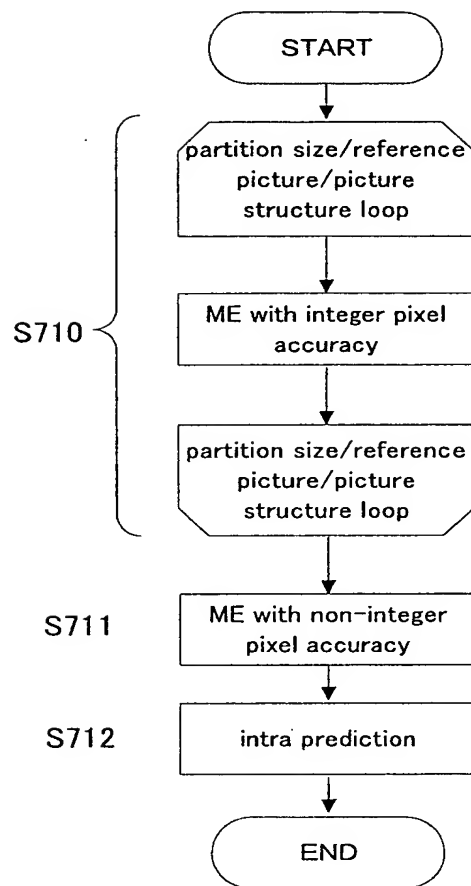 START
partition size/reference
picture/picture
structure loop
S710
ME with integer pixel
accuracy
partition size/reference
picture/picture
structure loop
S711
ME with non-integer
pixel accuracy
S712
intra prediction
END